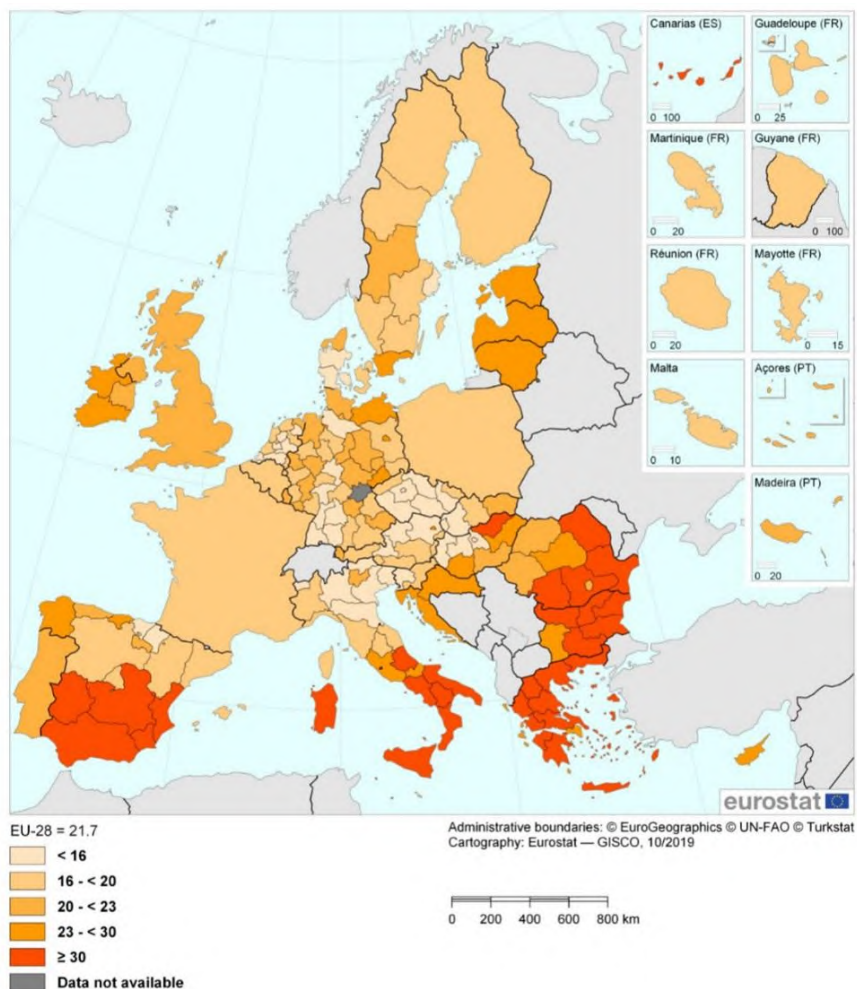 Canarias (ES)
0 100
Guadeloupe (FR)
0 25
Martinique (FR)
0 20
Guyane (FR)
0 100
Réunion (FR)
0 20
Mayotte (FR)
0 15
Malta
0 10
Açores (PT)
Madeira (PT)
0 20
eurostat
EU-28 = 21.7
< 16
16 - < 20
20 - < 23
23 - < 30
≥ 30
Data not available
Administrative boundaries: © EuroGeographics © UN-FAO © Turkstat
Cartography: Eurostat — GISCO, 10/2019
0 200 400 600 800 km